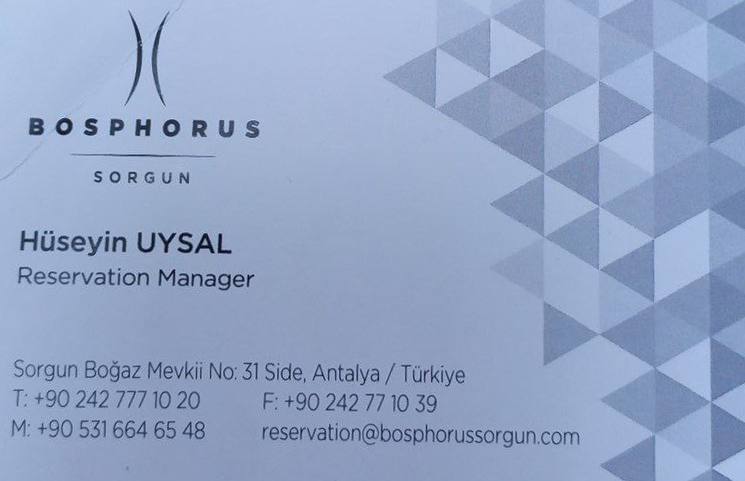 BOSPHORUS
SORGUN
Hüseyin UYSAL
Reservation Manager
Sorgun Boğaz Mevkii No: 31 Side, Antalya / Türkiye
T: +90 242 777 10 20 F: +90 242 77 10 39
M: +90 531 664 65 48 reservation@bosphorussorgun.com